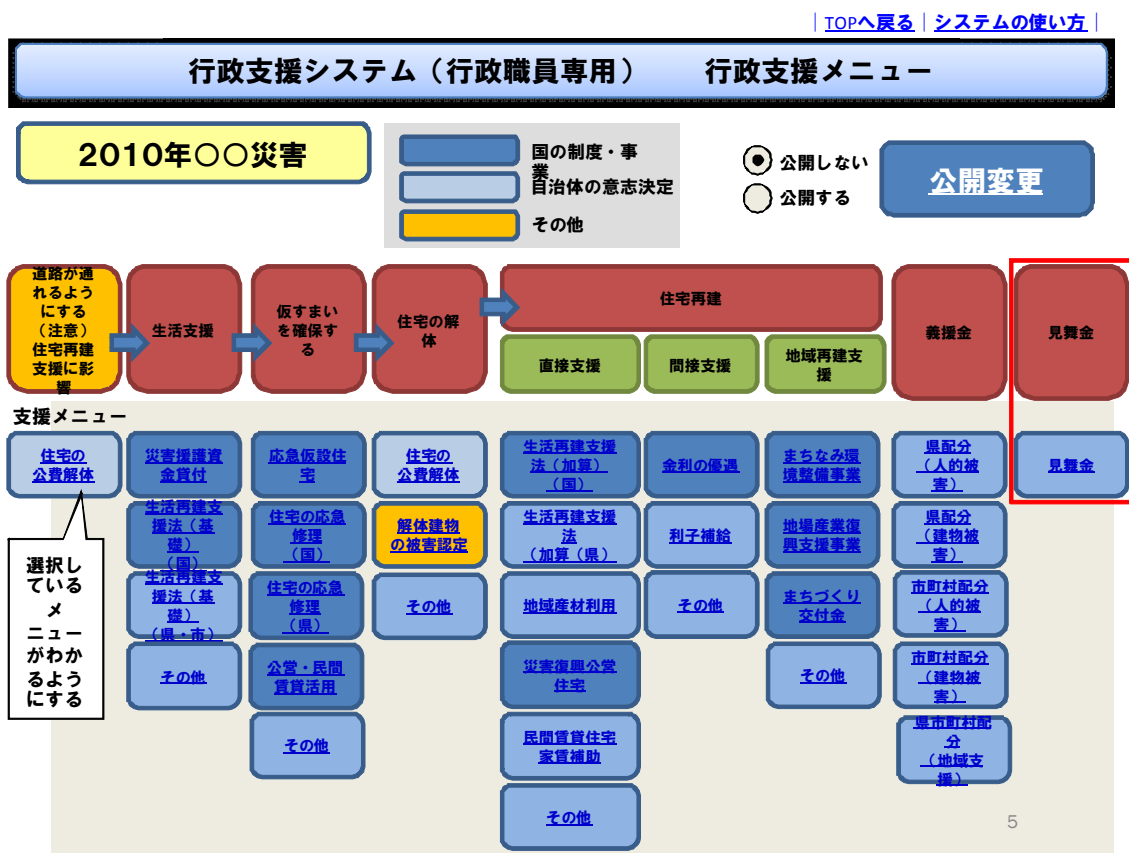 ｜TOPへ戻る｜システムの使い方｜
行政支援システム（行政職員専用）　行政支援メニュー
2010年〇〇災害
国の制度・事
業
自治体の意志決定
その他
公開しない
公開する
公開変更
道路が通
れるよう
にする
（注意）
住宅再建
支援に影
響
生活支援
仮すまい
を確保す
る
住宅の解
体
住宅再建
直接支援
間接支援
地域再建支
援
義援金
見舞金
支援メニュー
住宅の
公費解体
選択し
ている
メ
ニュー
がわか
るよう
にする
災害援護資
金貸付
生活再建支
援法（基
礎）
（国）
生活再建支
援法（基
礎）
（県・市）
その他
応急仮設住
宅
住宅の応急
修理
（国）
住宅の応急
修理
（県）
公営・民間
賃貸活用
その他
住宅の
公費解体
解体建物
の被害認定
その他
生活再建支援
法（加算）
（国）
生活再建支援
法
（加算（県）
地域産材利用
災害復興公営
住宅
民間賃貸住宅
家賃補助
その他
金利の優遇
利子補給
その他
まちなみ環
境整備事業
地場産業復
興支援事業
まちづくり
交付金
その他
県配分
（人的被
害）
県配分
（建物被
害）
市町村配分
（人的被
害）
市町村配分
（建物被
害）
県市町村配
分
（地域支
援）
見舞金
5